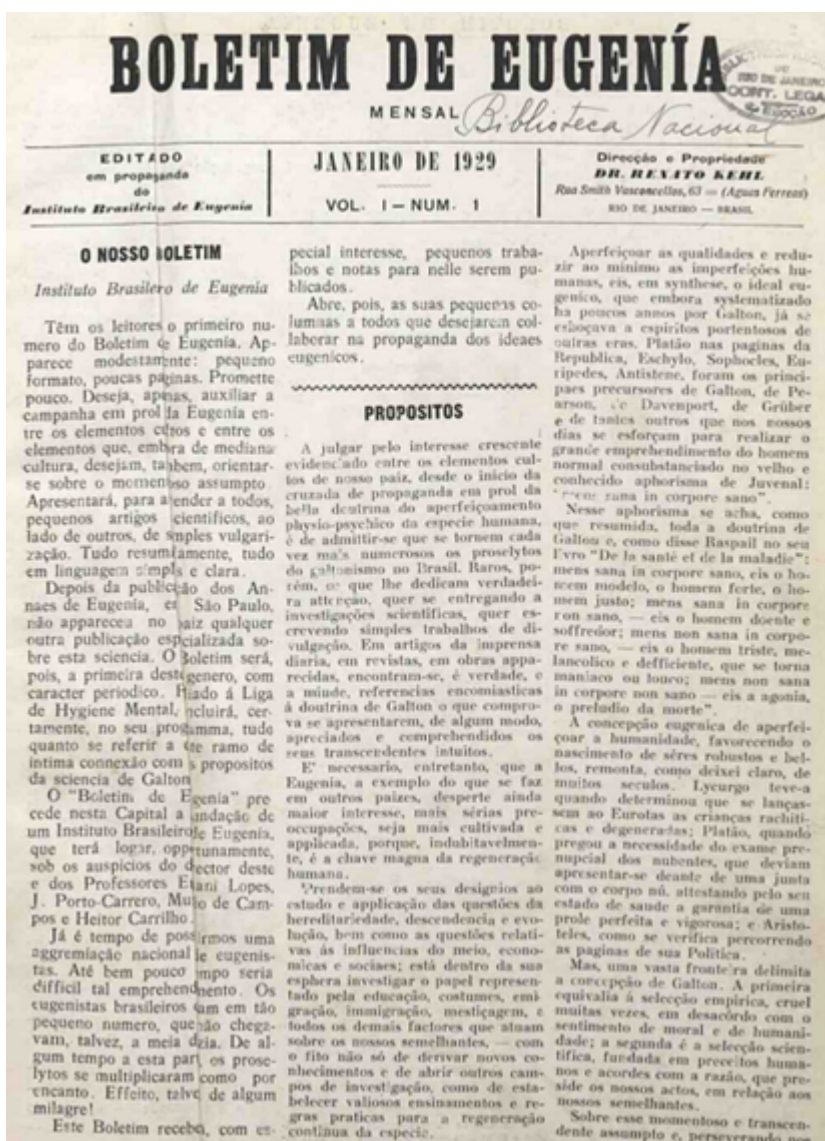 BOLETIM DE EUGENÍA
MENSAL
Biblioteca Nacional
RIO DE JANEIRO
CONT. LEGAL
EDITADO
em propaganda
do
Instituto Brasileiro de Eugenia
JANEIRO DE 1929
VOL. I — NUM. 1
Direcção e Propriedade
DR. RENATO KEHL
Rua Smith Vasconcellos, 63 — (Aguas Ferreas)
RIO DE JANEIRO — BRASIL
O NOSSO BOLETIM
Instituto Brasilero de Eugenia
Têm os leitores o primeiro nu-
mero do Boletim de Eugenia. Ap-
parece modestamente: pequeno
formato, poucas paginas. Promette
pouco. Deseja, apenas, auxiliar a
campanha em prol da Eugenia en-
tre os elementos cultos e entre os
elementos que, embora de mediana
cultura, desejam, tambem, orientar-
se sobre o momentoso assumpto.
Apresentará, para attender a todos,
pequenos artigos scientificos, ao
lado de outros, de simples vulgari-
zação. Tudo resumidamente, tudo
em linguagem simples e clara.
Depois da publicação dos An-
naes de Eugenia, em São Paulo,
não appareceu no paiz qualquer
outra publicação especializada so-
bre esta sciencia. O Boletim será,
pois, a primeira deste genero, com
caracter periodico. Filiado á Liga
de Hygiene Mental, incluirá, cer-
tamente, no seu programma, tudo
quanto se referir a este ramo de
intima connexão com os propositos
da sciencia de Galton
O "Boletim de Eugenia" pre
cede nesta Capital a fundação de
um Instituto Brasileiro de Eugenia,
que terá logar, opportunamente,
sob os auspicios do director deste
e dos Professores Ernani Lopes,
J. Porto-Carrero, Murillo de Cam-
pos e Heitor Carrilho.
Já é tempo de possuirmos uma
aggremiação nacional de eugenis-
tas. Até bem pouco tempo seria
difficil tal emprehendimento. Os
eugenistas brasileiros eram em tão
pequeno numero, que não chega-
vam, talvez, a meia duzia. De al-
gum tempo a esta parte, os prose-
lytos se multiplicaram como por
encanto. Effeito, talvez de algum
milagre!
Este Boletim receberá, com es-
pecial interesse, pequenos traba-
lhos e notas para nelle serem pu-
blicados.
Abre, pois, as suas pequenas co-
lumnas a todos que desejarem col-
laborar na propaganda dos ideaes
eugenicos.
PROPOSITOS
A julgar pelo interesse crescente
evidenciado entre os elementos cul-
tos de nosso paiz, desde o inicio da
cruzada de propaganda em prol da
bella doutrina do aperfeiçoamento
physio-psychico da especie humana,
é de admittir-se que se tornem cada
vez mais numerosos os proselytos
do galtonismo no Brasil. Raros, po-
rém, os que lhe dedicam verdadei-
ra attenção, quer se entregando a
investigações scientificas, quer es-
crevendo simples trabalhos de di-
vulgação. Em artigos da imprensa
diaria, em revistas, em obras appa-
recidas, encontram-se, é verdade, e
a miude, referencias encomiasticas
á doutrina de Galton o que compro-
va se apresentarem, de algum modo,
apreciados e comprehendidos os
seus transcendentes intuitos.
E' necessario, entretanto, que a
Eugenia, a exemplo do que se faz
em outros paizes, desperte ainda
maior interesse, mais sérias pre-
occupações, seja mais cultivada e
applicada, porque, indubitavelmen-
te, é a chave magna da regeneração
humana.
Prendem-se os seus designios ao
estudo e applicação das questões da
hereditariedade, descendencia e evo-
lução, bem como as questões relati-
vas ás influencias do meio, econo-
micas e sociaes; está dentro da sua
esphera investigar o papel represen-
tado pela educação, costumes, emi-
gração, immigração, mestiçagem, e
todos os demais factores que atuam
sobre os nossos semelhantes, — com
o fito não só de derivar novos co-
nhecimentos e de abrir outros cam-
pos de investigação, como de esta-
belecer valiosos ensinamentos e re-
gras praticas para a regeneração
continua da especie.
Aperfeiçoar as qualidades e redu-
zir ao minimo as imperfeições hu-
manas, eis, em synthese, o ideal eu-
genico, que embora systematizado
ha poucos annos por Galton, já se
esboçava a espiritos portentosos de
outras eras. Platão nas paginas da
Republica, Eschylo, Sophocles, Eu-
ripedes, Antistene, foram os princi-
paes precursores de Galton, de Pe-
arson, de Davenport, de Grüber
e de tantos outros que nos nossos
dias se esforçam para realizar o
grande emprehendimento do homem
normal consubstanciado no velho e
conhecido aphorismo de Juvenal:
"mens sana in corpore sano".
Nesse aphorisma se acha, como
que resumida, toda a doutrina de
Galton e, como disse Raspail no seu
livro "De la santé et de la maladie":
mens sana in corpore sano, eis o ho-
mem modelo, o homem forte, o ho-
mem justo; mens sana in corpore
non sano, — eis o homem doente e
soffredor; mens non sana in corpo-
re sano, — eis o homem triste, me-
lancolico e defficiente, que se torna
maniaco ou louco; mens non sana
in corpore non sano — eis a agonia,
o preludio da morte".
A concepção eugenica de aperfei-
çoar a humanidade, favorecendo o
nascimento de sêres robustos e bel-
los, remonta, como deixei claro, de
muitos seculos. Lycurgo teve-a
quando determinou que se lanças-
sem ao Eurotas as crianças rachiti-
cas e degeneradas; Platão, quando
pregou a necessidade do exame pre-
nupcial dos nubentes, que deviam
apresentar-se deante de uma junta
com o corpo nú, attestando pelo seu
estado de saude a garantia de uma
prole perfeita e vigorosa; e Aristo-
teles, como se verifica percorrendo
as paginas de sua Politica.
Mas, uma vasta fronteira delimita
a concepção de Galton. A primeira
equivalia á selecção empirica, cruel
muitas vezes, em desacôrdo com o
sentimento de moral e de humani-
dade; a segunda é a selecção scien-
tifica, fundada em preceitos huma-
nos e acordes com a razão, que pre-
side os nossos actos, em relação aos
nossos semelhantes.
Sobre esse momentoso e transcen-
dente assumpto e perseverando nos